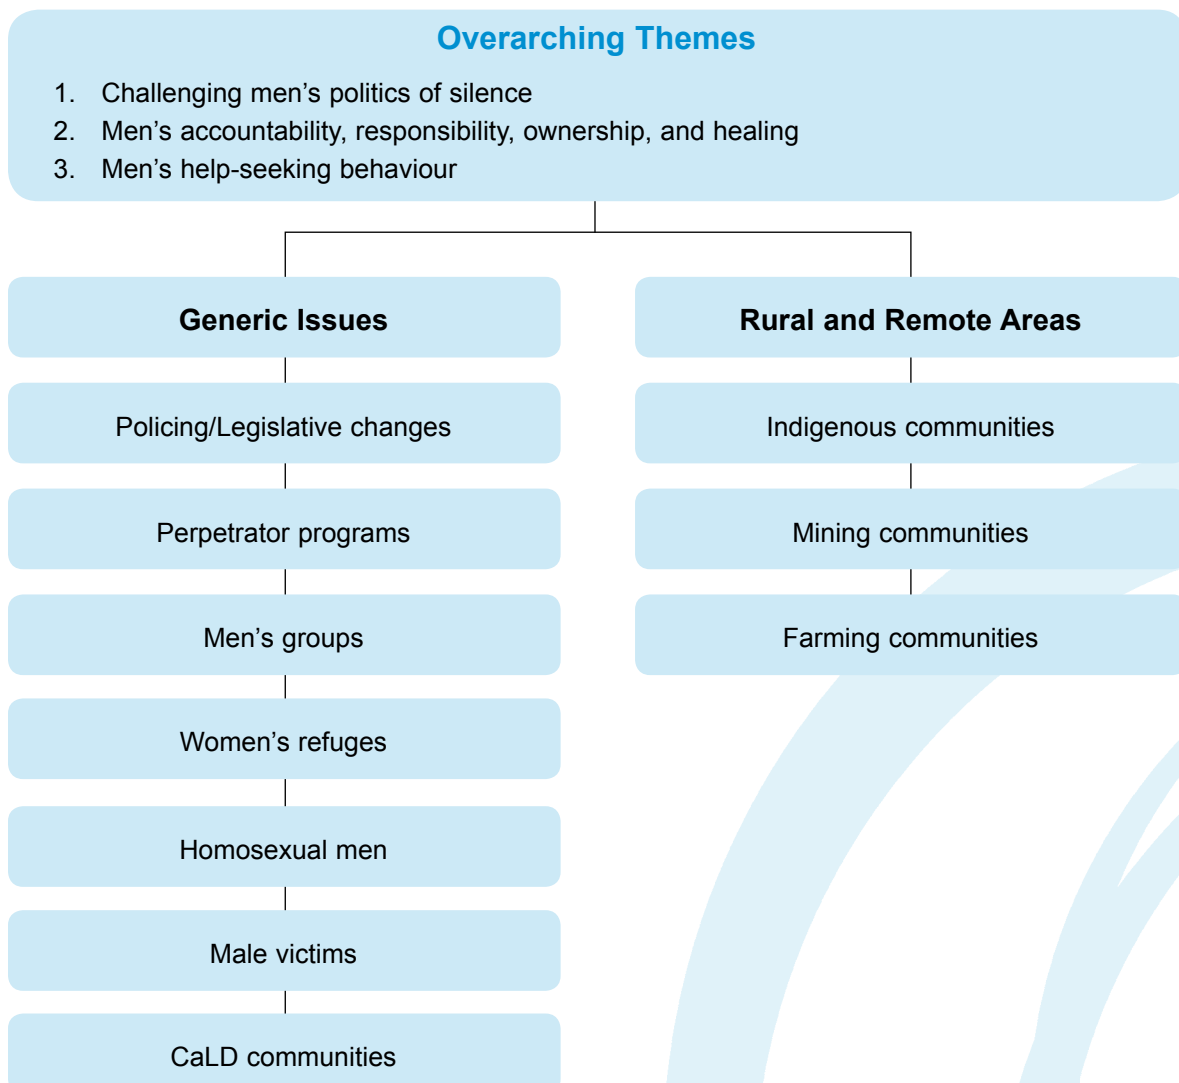 Overarching Themes
1. Challenging men’s politics of silence
2. Men’s accountability, responsibility, ownership, and healing
3. Men’s help-seeking behaviour
Generic Issues
Policing/Legislative changes
Perpetrator programs
Men’s groups
Women’s refuges
Homosexual men
Male victims
CaLD communities
Rural and Remote Areas
Indigenous communities
Mining communities
Farming communities